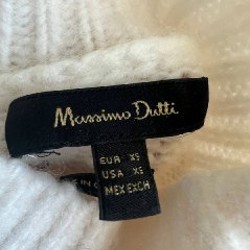 Massimo Dutti
EUR XS
USA XS
MEX EXCH